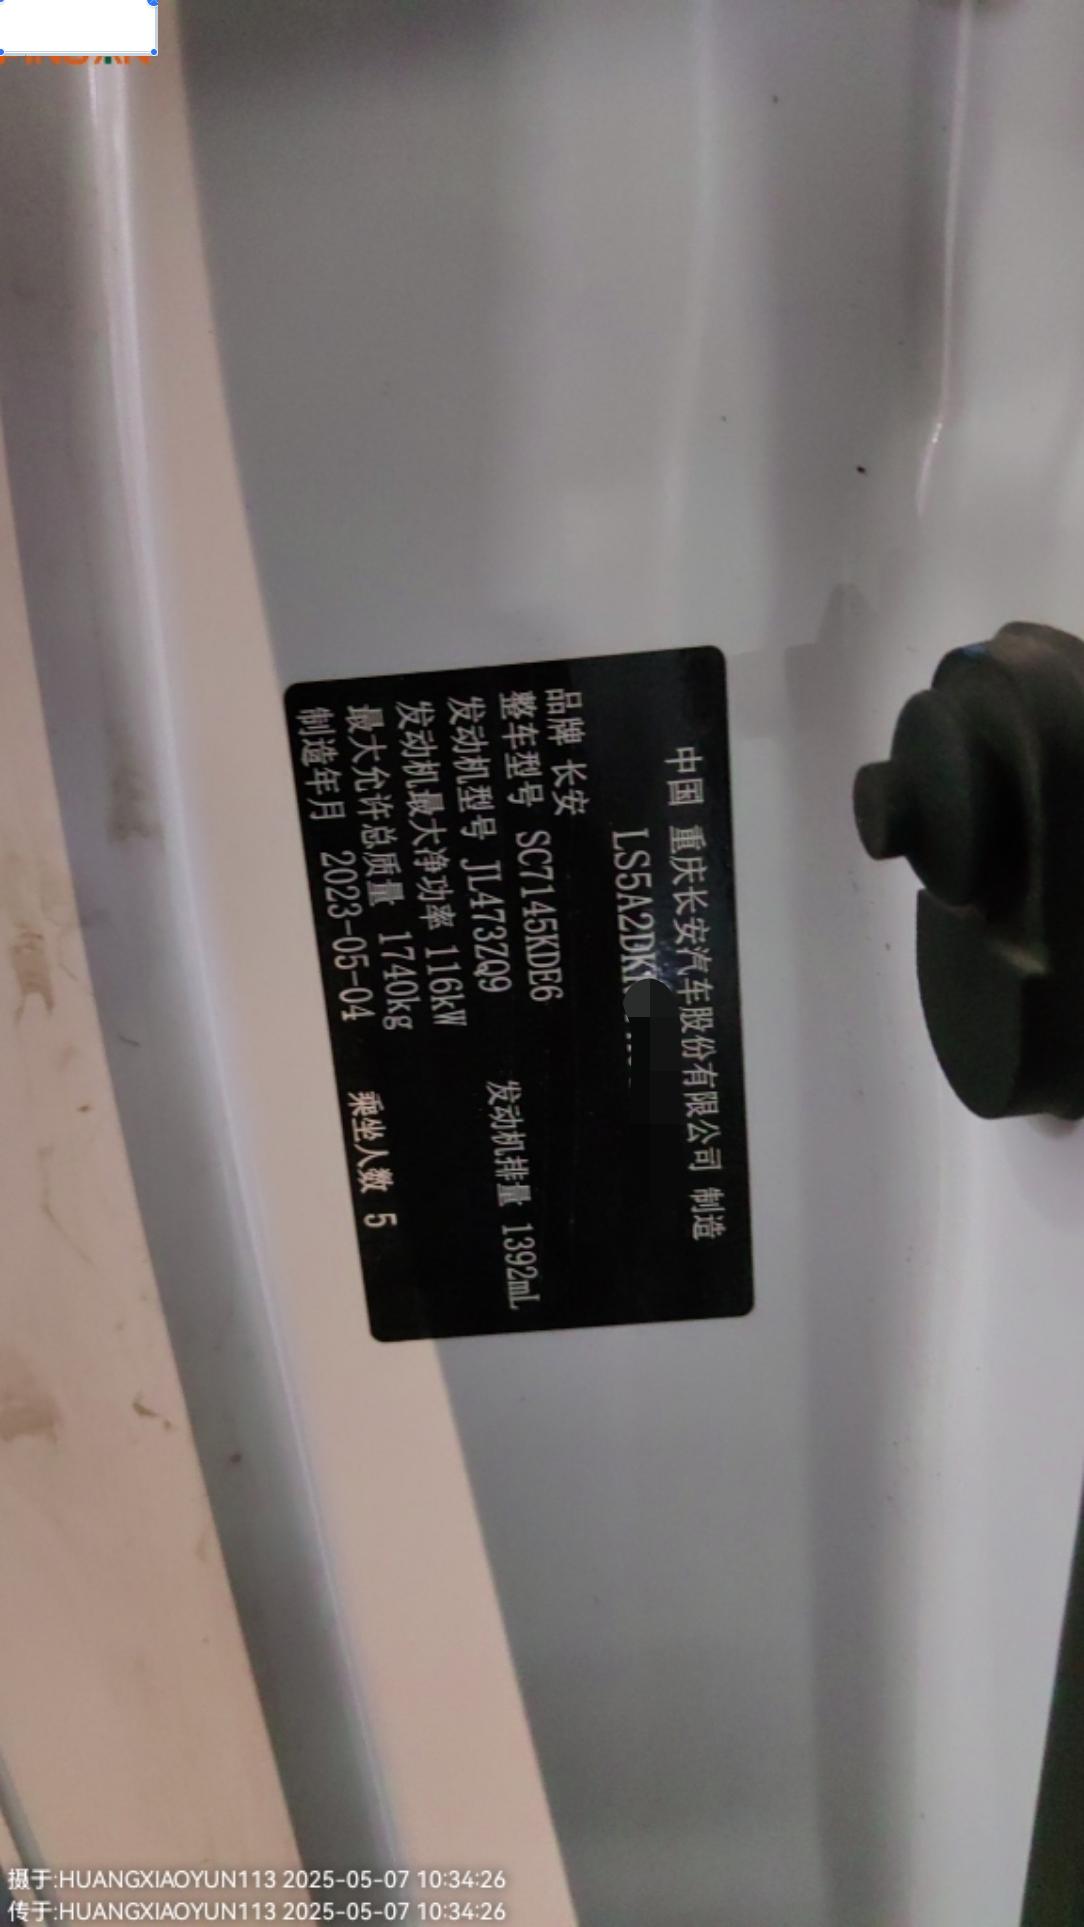 中国 重庆长安汽车股份有限公司 制造
LS5A2DK
品牌 长安
整车型号 SC7145KDE6
发动机型号 JL473ZQ9 发动机排量 1392mL
发动机最大净功率 116kW
最大允许总质量 1740kg
制造年月 2023-05-04 乘坐人数 5
摄于:HUANGXIAOYUN113 2025-05-07 10:34:26
传于:HUANGXIAOYUN113 2025-05-07 10:34:26